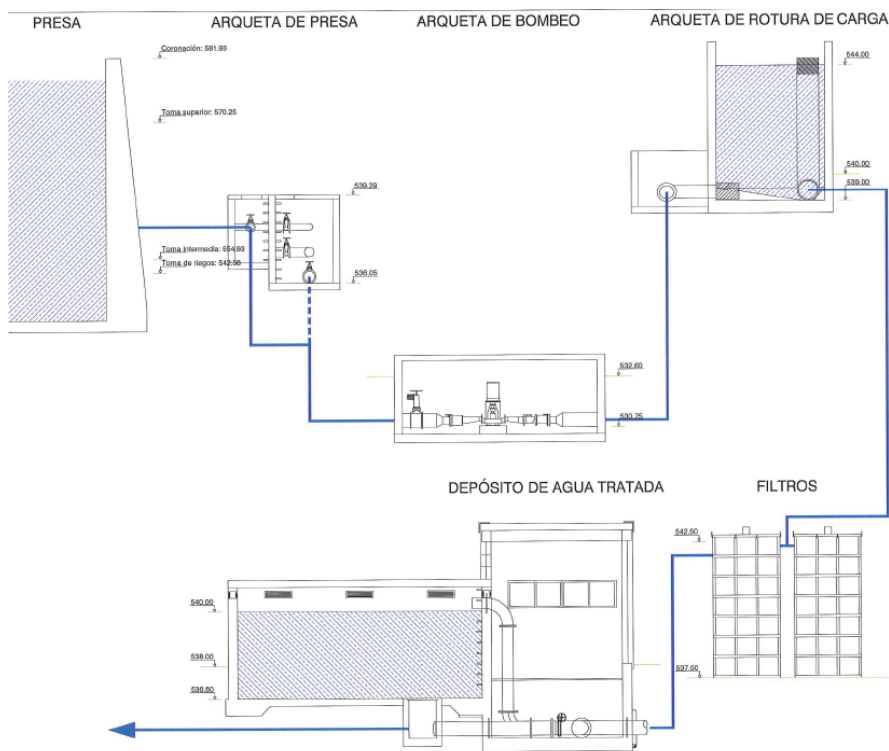 PRESA
ARQUETA DE PRESA
ARQUETA DE BOMBEO
ARQUETA DE ROTURA DE CARGA
Coronación: 581.93
544.00
Toma superior: 570.25
540.00
539.29
539.00
Toma intermedia: 554.93
Toma de riegos: 542.38
536.05
532.60
530.75
DEPÓSITO DE AGUA TRATADA
FILTROS
542.50
540.00
538.00
537.50
536.80